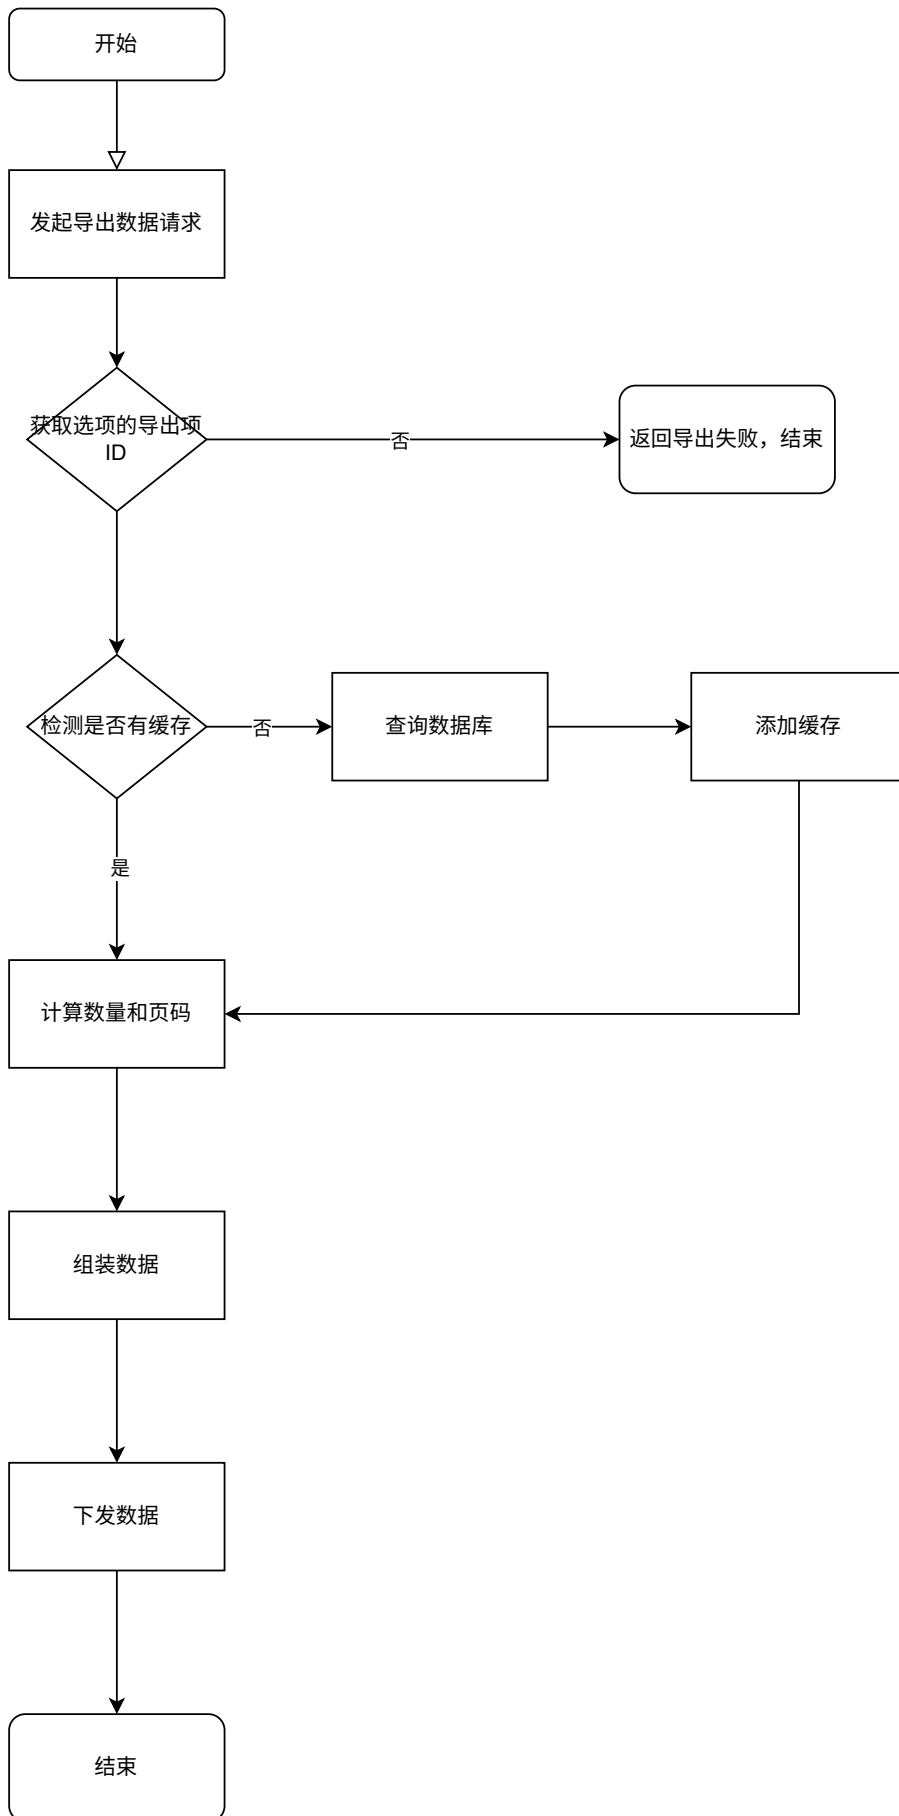 开始
发起导出数据请求
获取选项的导出项
ID
否
返回导出失败，结束
检测是否有缓存
否
查询数据库
添加缓存
是
计算数量和页码
组装数据
下发数据
结束